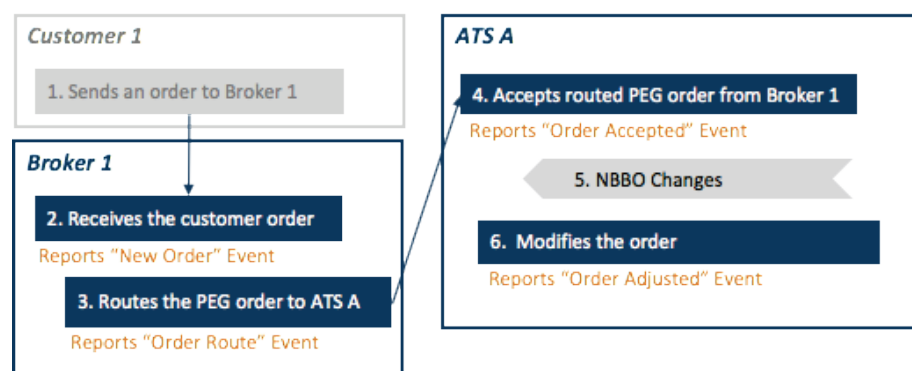 Customer 1
1. Sends an order to Broker 1
Broker 1
2. Receives the customer order
Reports "New Order" Event
3. Routes the PEG order to ATS A
Reports "Order Route" Event
ATS A
4. Accepts routed PEG order from Broker 1
Reports "Order Accepted" Event
5. NBBO Changes
6. Modifies the order
Reports "Order Adjusted" Event